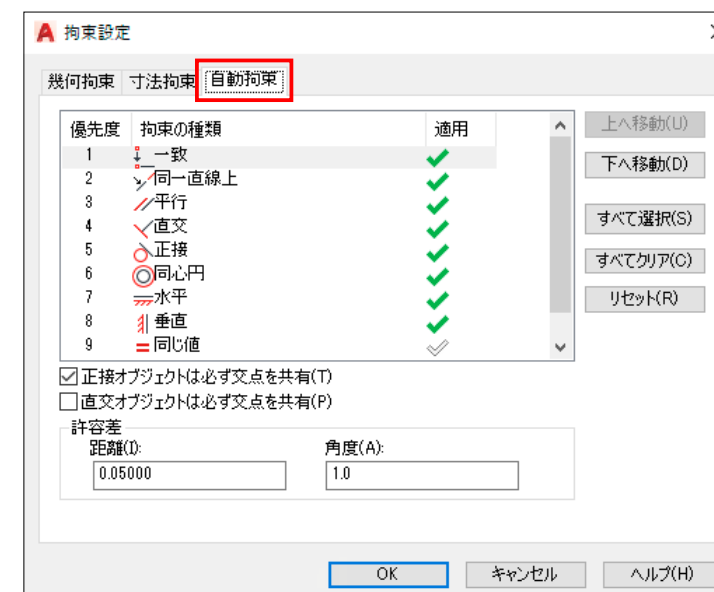 拘束設定
幾何拘束 寸法拘束 自動拘束
優先度 拘束の種類 適用
1 一致
2 同一直線上
3 平行
4 直交
5 正接
6 同心円
7 水平
8 垂直
9 同じ値
上へ移動(U)
下へ移動(D)
すべて選択(S)
すべてクリア(C)
リセット(R)
正接オブジェクトは必ず交点を共有(T)
直交オブジェクトは必ず交点を共有(P)
許容差
距離(I): 角度(A):
0.05000 1.0
OK キャンセル ヘルプ(H)